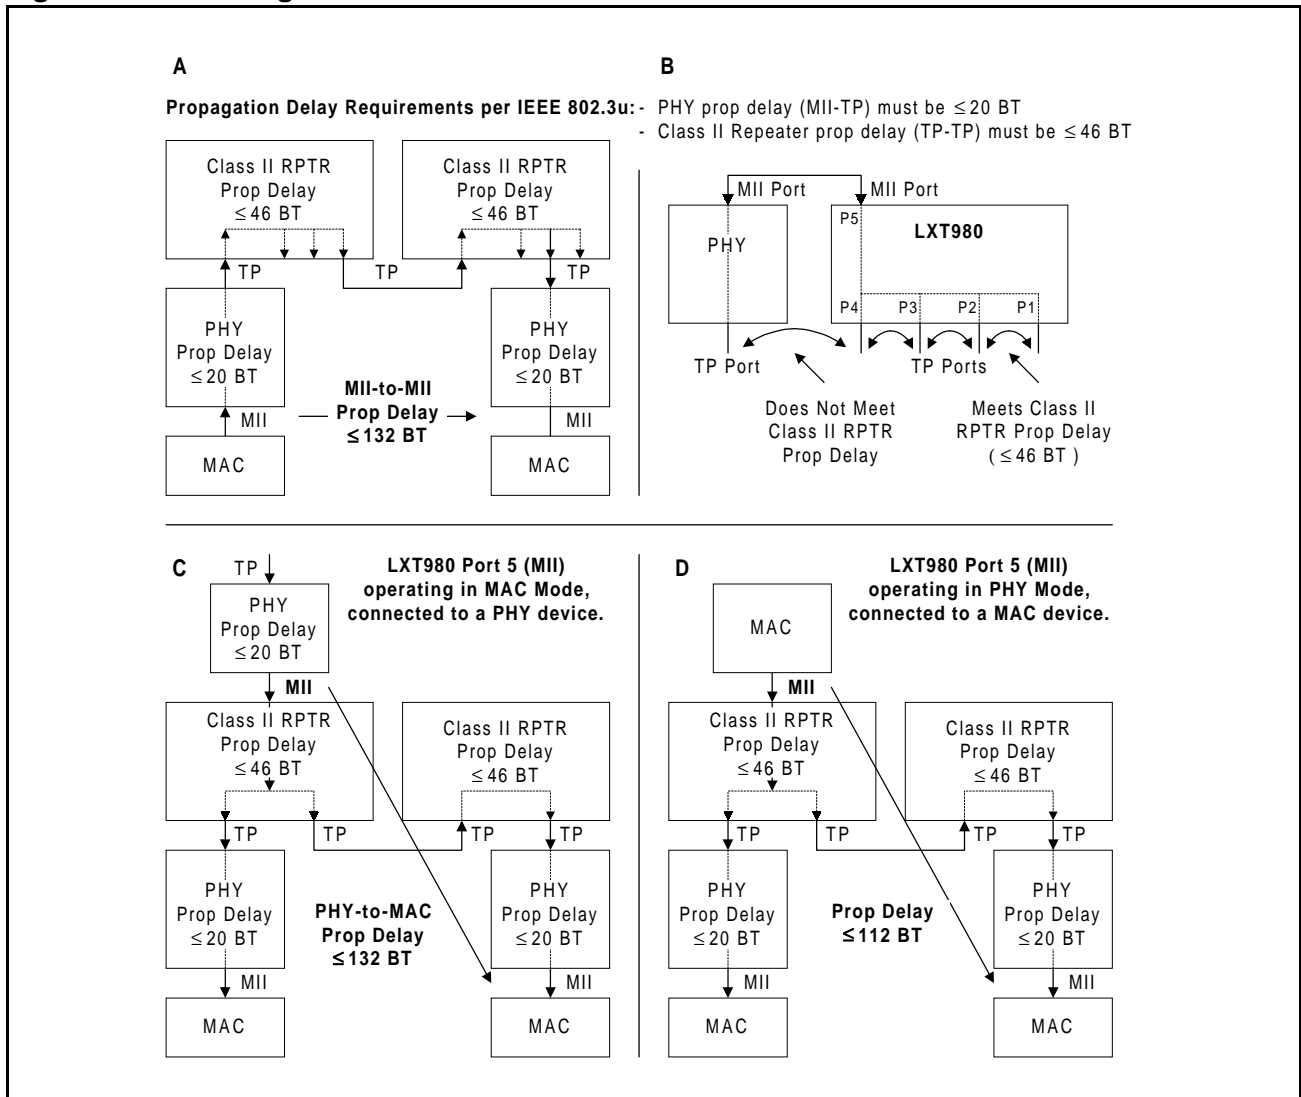 A
B
Propagation Delay Requirements per IEEE 802.3u:
- PHY prop delay (MII-TP) must be ≤ 20 BT
- Class II Repeater prop delay (TP-TP) must be ≤ 46 BT
Class II RPTR
Prop Delay
≤ 46 BT
Class II RPTR
Prop Delay
≤ 46 BT
TP
TP
TP
PHY
Prop Delay
≤ 20 BT
PHY
Prop Delay
≤ 20 BT
MII-to-MII
Prop Delay
≤ 132 BT
MII
MII
MAC
MAC
MII Port
MII Port
PHY
P5
LXT980
P4
P3
P2
P1
TP Port
TP Ports
Does Not Meet
Class II RPTR
Prop Delay
Meets Class II
RPTR Prop Delay
( ≤ 46 BT )
C
TP
LXT980 Port 5 (MII)
operating in MAC Mode,
connected to a PHY device.
PHY
Prop Delay
≤ 20 BT
MII
Class II RPTR
Prop Delay
≤ 46 BT
Class II RPTR
Prop Delay
≤ 46 BT
TP
TP
TP
TP
PHY
Prop Delay
≤ 20 BT
PHY-to-MAC
Prop Delay
≤ 132 BT
PHY
Prop Delay
≤ 20 BT
MII
MII
MAC
MAC
D
LXT980 Port 5 (MII)
operating in PHY Mode,
connected to a MAC device.
MAC
MII
Class II RPTR
Prop Delay
≤ 46 BT
Class II RPTR
Prop Delay
≤ 46 BT
TP
TP
TP
TP
PHY
Prop Delay
≤ 20 BT
Prop Delay
≤ 112 BT
PHY
Prop Delay
≤ 20 BT
MII
MII
MAC
MAC